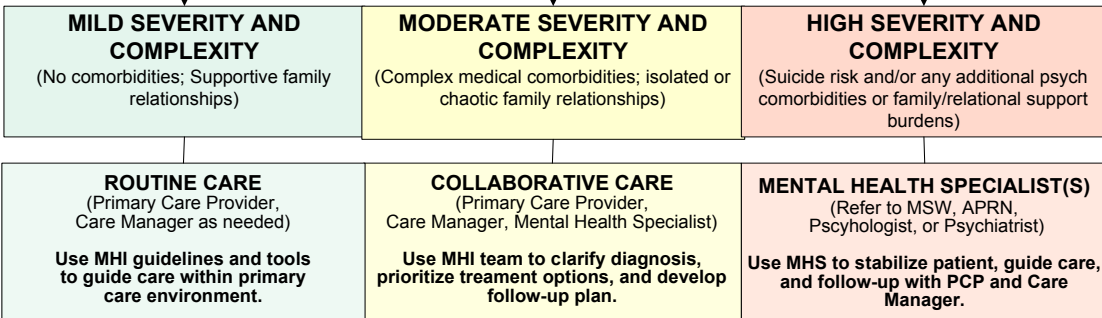 MILD SEVERITY AND
COMPLEXITY
(No comorbidities; Supportive family
relationships)
MODERATE SEVERITY AND
COMPLEXITY
(Complex medical comorbidities; isolated or
chaotic family relationships)
HIGH SEVERITY AND
COMPLEXITY
(Suicide risk and/or any additional psych
comorbidities or family/relational support
burdens)
ROUTINE CARE
(Primary Care Provider,
Care Manager as needed)
Use MHI guidelines and tools
to guide care within primary
care environment.
COLLABORATIVE CARE
(Primary Care Provider,
Care Manager, Mental Health Specialist)
Use MHI team to clarify diagnosis,
prioritize treament options, and develop
follow-up plan.
MENTAL HEALTH SPECIALIST(S)
(Refer to MSW, APRN,
Pscyhologist, or Psychiatrist)
Use MHS to stabilize patient, guide care,
and follow-up with PCP and Care
Manager.